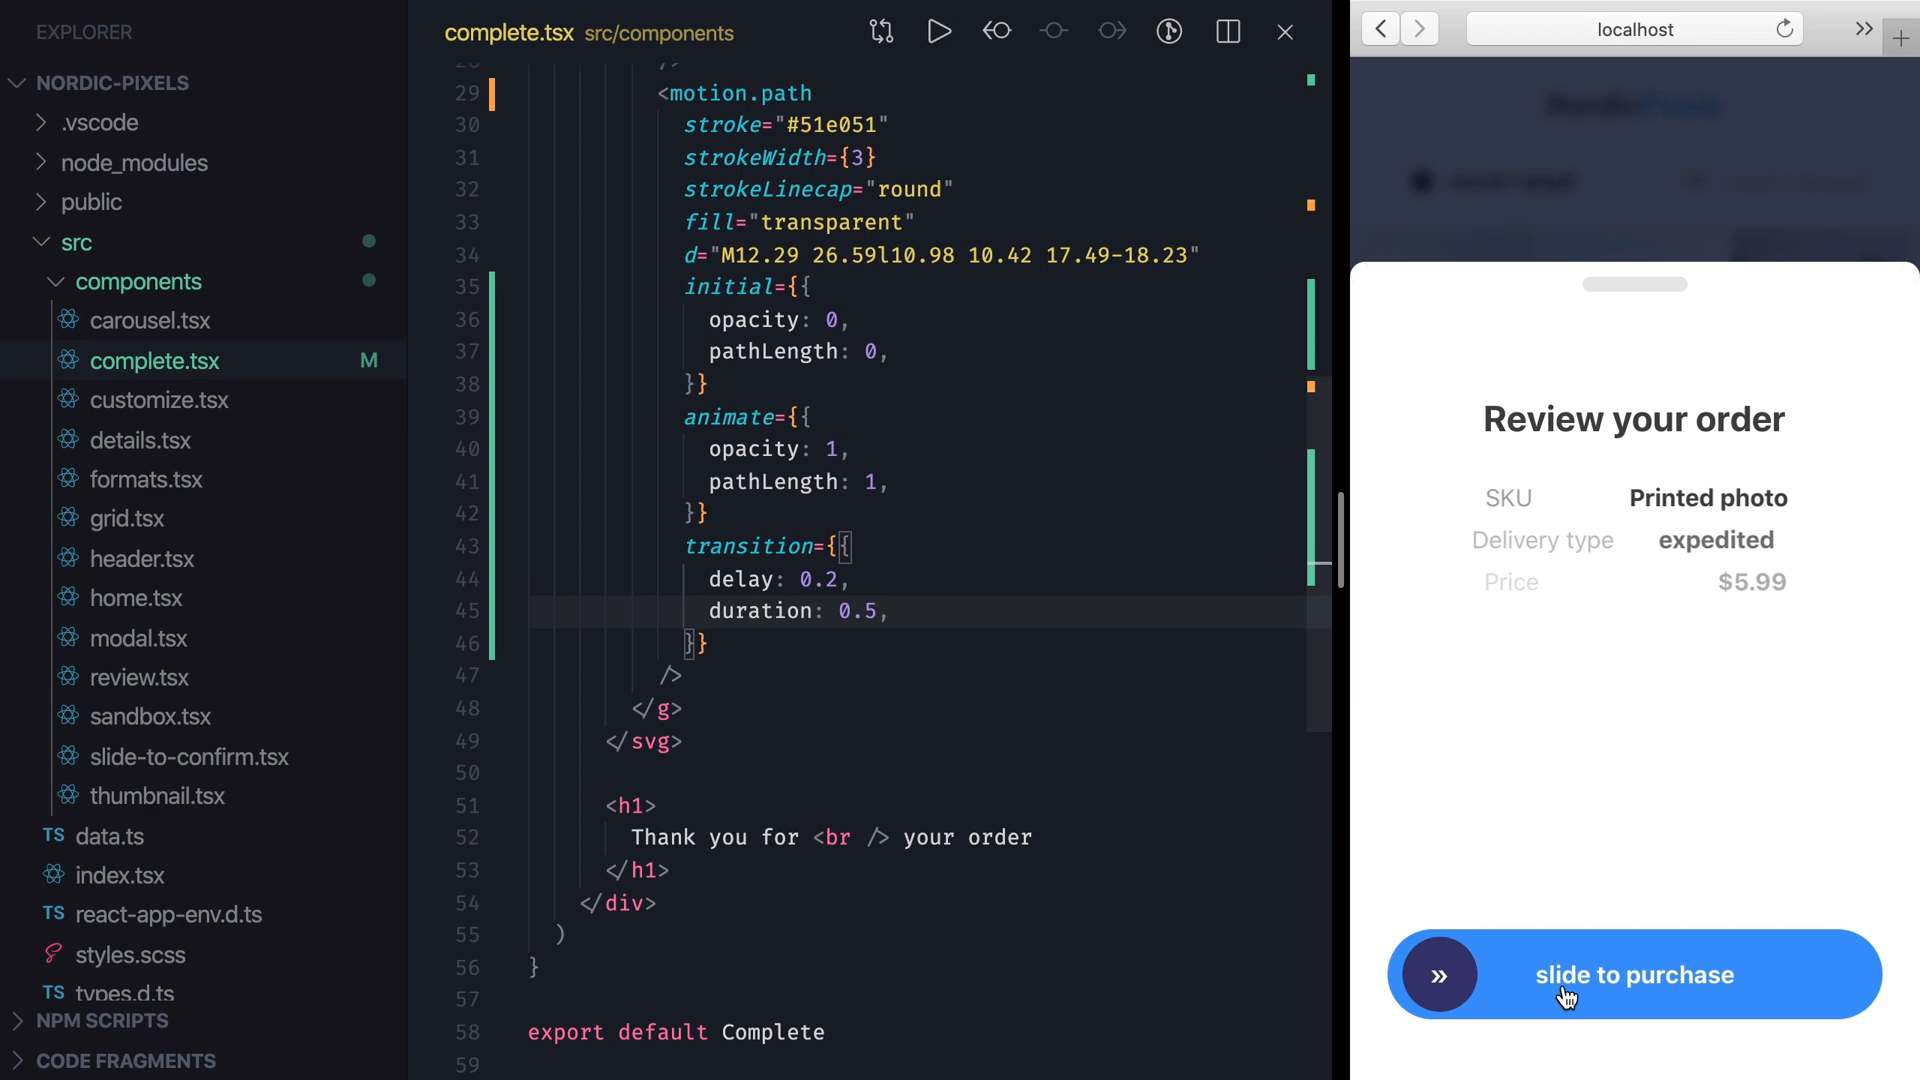 EXPLORER
NORDIC-PIXELS
.vscode
node_modules
public
src
components
carousel.tsx
complete.tsx M
customize.tsx
details.tsx
formats.tsx
grid.tsx
header.tsx
home.tsx
modal.tsx
review.tsx
sandbox.tsx
slide-to-confirm.tsx
thumbnail.tsx
TS data.ts
index.tsx
TS react-app-env.d.ts
styles.scss
TS types.d.ts
NPM SCRIPTS
CODE FRAGMENTS
complete.tsx src/components
28 />
29 <motion.path
30 stroke="#51e051"
31 strokeWidth={3}
32 strokeLinecap="round"
33 fill="transparent"
34 d="M12.29 26.59l10.98 10.42 17.49-18.23"
35 initial={{
36 opacity: 0,
37 pathLength: 0,
38 }}
39 animate={{
40 opacity: 1,
41 pathLength: 1,
42 }}
43 transition={{
44 delay: 0.2,
45 duration: 0.5,
46 }}
47 />
48 </g>
49 </svg>
50
51 <h1>
52 Thank you for <br /> your order
53 </h1>
54 </div>
55 )
56 }
57
58 export default Complete
59
localhost
Review your order
SKU Printed photo
Delivery type expedited
Price $5.99
» slide to purchase